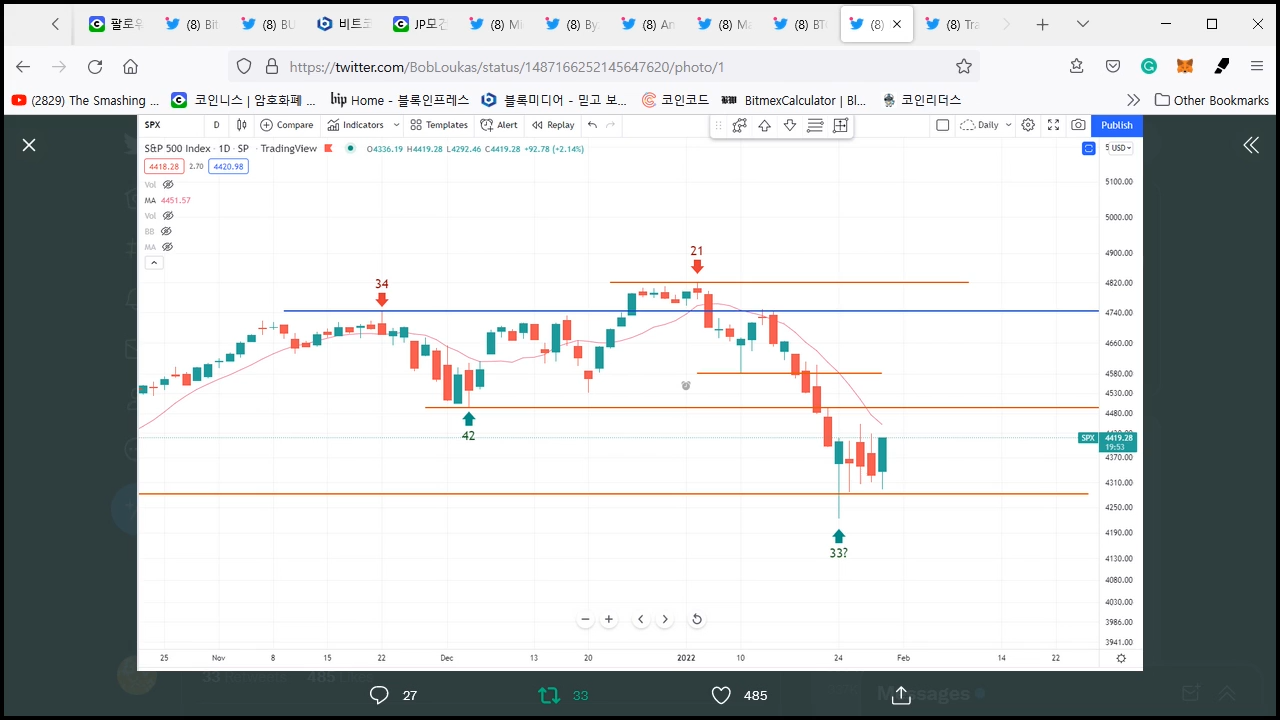 팔로우
(8) Bit
(8) BU
비트코
JP모건
(8) Mi
(8) By
(8) An
(8) Ma
(8) BT
(8)
(8) Tra
https://twitter.com/BobLoukas/status/1487166252145647620/photo/1
(2829) The Smashing ...
코인니스 | 암호화폐 ...
bip Home - 블록인프레스
블록미디어 - 믿고 보...
코인코드
BitmexCalculator | Bl...
코인리더스
Other Bookmarks
SPX
D
Compare
Indicators
Templates
Alert
Replay
Daily
Publish
S&P 500 Index · 1D · SP · TradingView
O4336.19 H4419.28 L4292.46 C4419.28 +92.78 (+2.14%)
USD
4418.28 2.70 4420.98
Vol
MA 4451.57
Vol
BB
MA
5100.00
5000.00
4900.00
4820.00
4740.00
4660.00
4580.00
4530.00
4480.00
SPX 4419.28
19:53
4370.00
4310.00
4250.00
4190.00
4130.00
4080.00
4030.00
3986.00
3941.00
34
21
42
33?
25 Nov 8 15 22 Dec 13 20 2022 10 24 Feb 14 22
33 Retweets 485 Likes
Messages
27
33
485